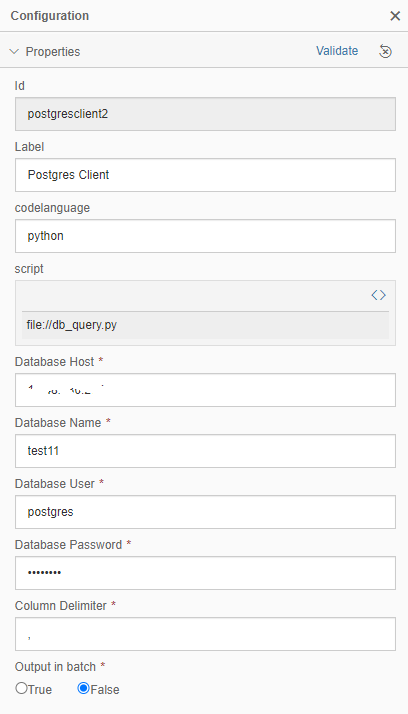 Configuration
Properties Validate
Id
postgresclient2
Label
Postgres Client
codelanguage
python
script
<>
file://db_query.py
Database Host *
Database Name *
test11
Database User *
postgres
Database Password *
••••••••
Column Delimiter *
,
Output in batch *
True False